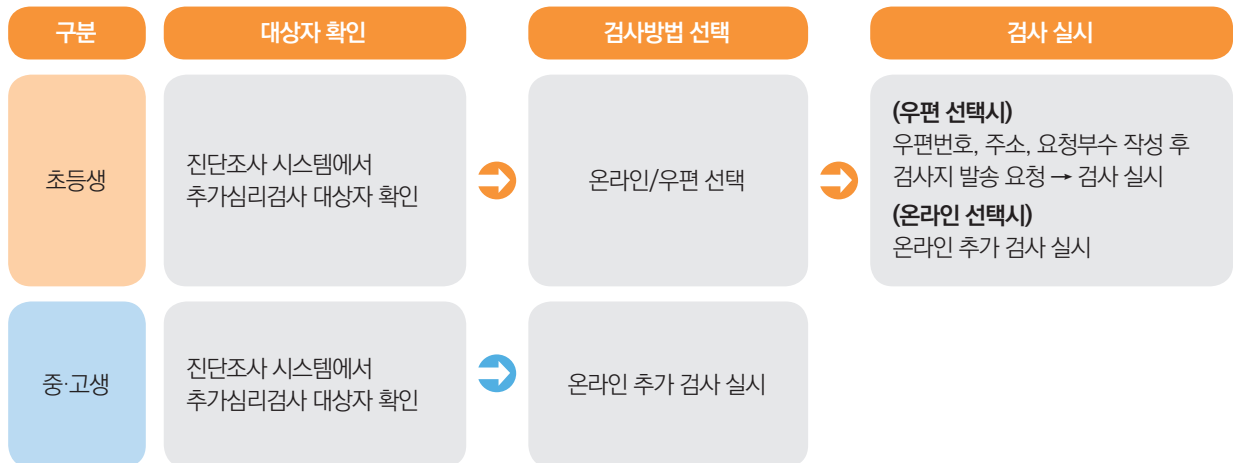 구분
대상자 확인
검사방법 선택
검사 실시
초등생
진단조사 시스템에서
추가심리검사 대상자 확인
온라인/우편 선택
(우편 선택시)
우편번호, 주소, 요청부수 작성 후
검사지 발송 요청 → 검사 실시
(온라인 선택시)
온라인 추가 검사 실시
중·고생
진단조사 시스템에서
추가심리검사 대상자 확인
온라인 추가 검사 실시